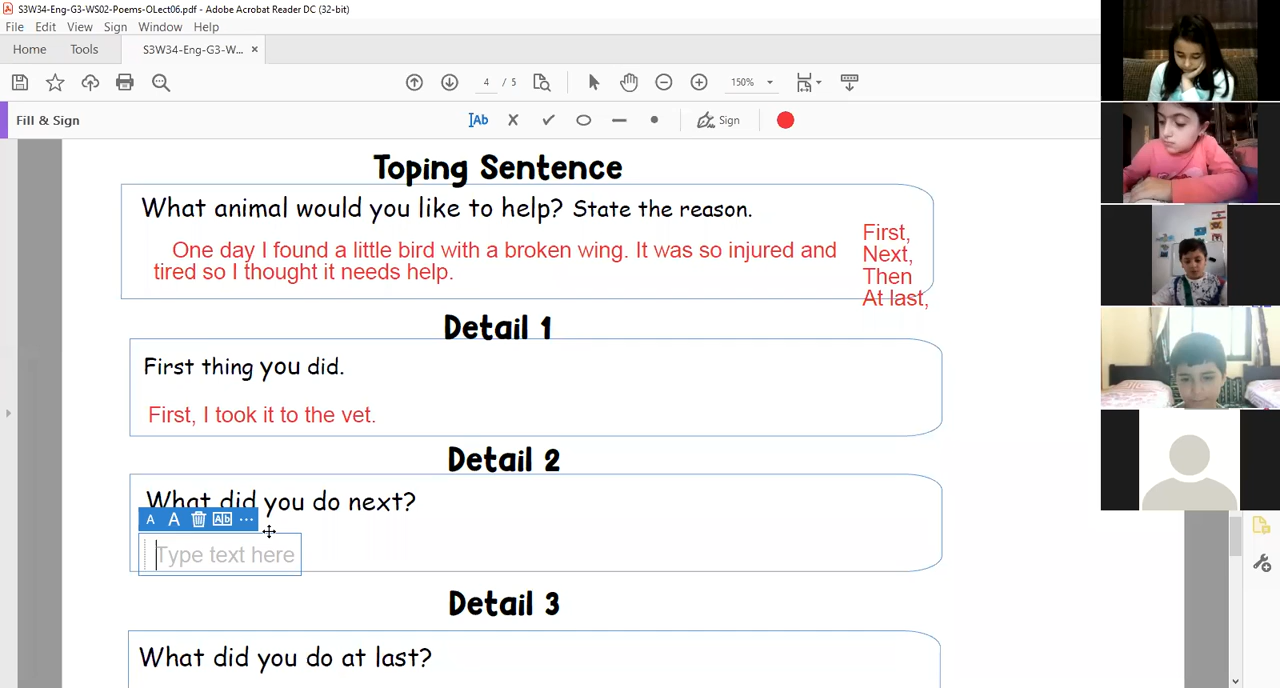 S3W34-Eng-G3-WS02-Poems-OLect06.pdf - Adobe Acrobat Reader DC (32-bit)
File Edit View Sign Window Help
Home Tools S3W34-Eng-G3-W... ×
4 / 5 150%
Fill & Sign
Ab Sign
Toping Sentence
What animal would you like to help? State the reason.
One day I found a little bird with a broken wing. It was so injured and
tired so I thought it needs help.
First,
Next,
Then
At last,
Detail 1
First thing you did.
First, I took it to the vet.
Detail 2
What did you do next?
A A Ab ...
Type text here
Detail 3
What did you do at last?